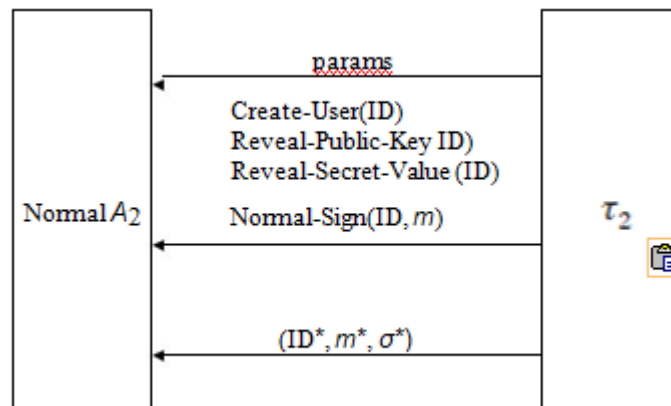 params
Create-User(ID)
Reveal-Public-Key ID)
Reveal-Secret-Value (ID)
Normal A2
Normal-Sign(ID, m)
τ2
(ID*, m*, σ*)